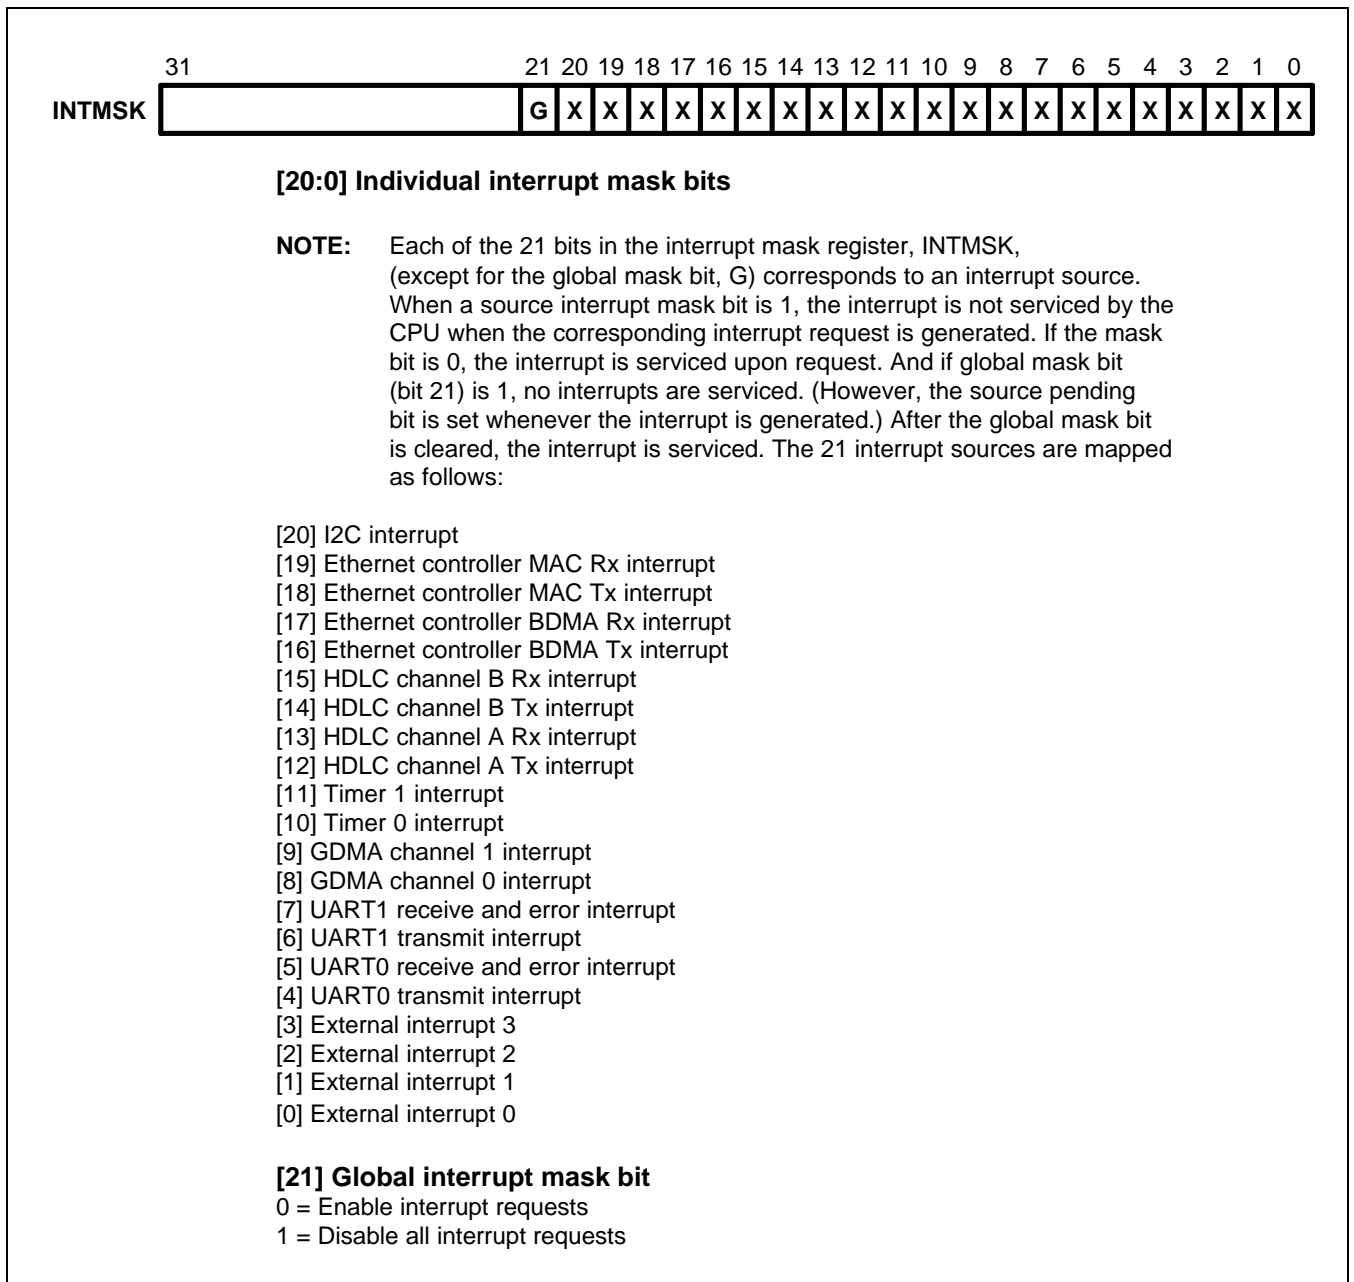 31 21 20 19 18 17 16 15 14 13 12 11 10 9 8 7 6 5 4 3 2 1 0
INTMSK G X X X X X X X X X X X X X X X X X X X X X
[20:0] Individual interrupt mask bits
NOTE: Each of the 21 bits in the interrupt mask register, INTMSK,
(except for the global mask bit, G) corresponds to an interrupt source.
When a source interrupt mask bit is 1, the interrupt is not serviced by the
CPU when the corresponding interrupt request is generated. If the mask
bit is 0, the interrupt is serviced upon request. And if global mask bit
(bit 21) is 1, no interrupts are serviced. (However, the source pending
bit is set whenever the interrupt is generated.) After the global mask bit
is cleared, the interrupt is serviced. The 21 interrupt sources are mapped
as follows:
[20] I2C interrupt
[19] Ethernet controller MAC Rx interrupt
[18] Ethernet controller MAC Tx interrupt
[17] Ethernet controller BDMA Rx interrupt
[16] Ethernet controller BDMA Tx interrupt
[15] HDLC channel B Rx interrupt
[14] HDLC channel B Tx interrupt
[13] HDLC channel A Rx interrupt
[12] HDLC channel A Tx interrupt
[11] Timer 1 interrupt
[10] Timer 0 interrupt
[9] GDMA channel 1 interrupt
[8] GDMA channel 0 interrupt
[7] UART1 receive and error interrupt
[6] UART1 transmit interrupt
[5] UART0 receive and error interrupt
[4] UART0 transmit interrupt
[3] External interrupt 3
[2] External interrupt 2
[1] External interrupt 1
[0] External interrupt 0
[21] Global interrupt mask bit
0 = Enable interrupt requests
1 = Disable all interrupt requests